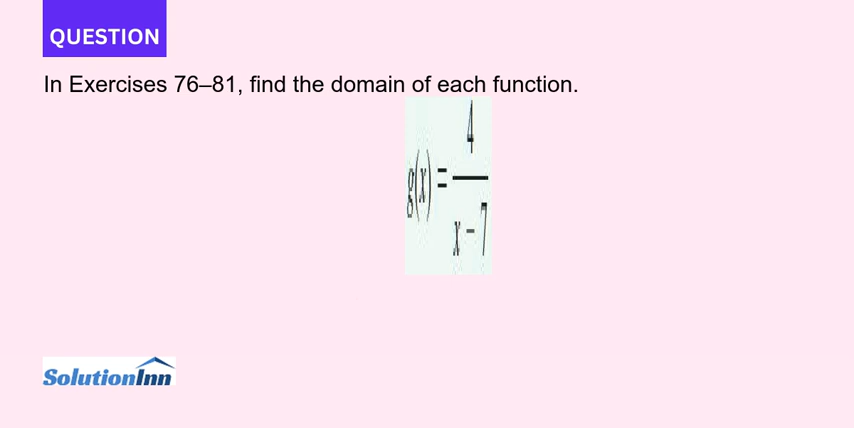 QUESTION
In Exercises 76–81, find the domain of each function.
g(x) = 4
x - 7
SolutionInn